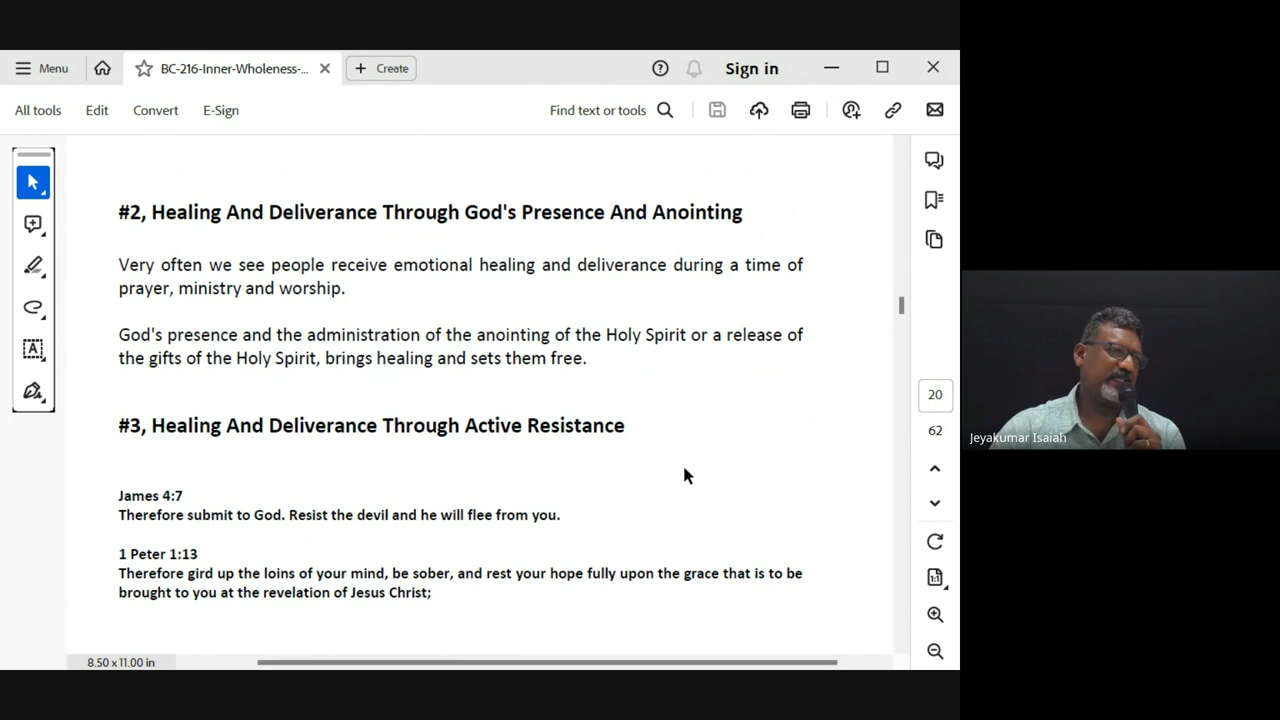 Menu
BC-216-Inner-Wholeness-...
Create
Sign in
All tools
Edit
Convert
E-Sign
Find text or tools
#2, Healing And Deliverance Through God's Presence And Anointing
Very often we see people receive emotional healing and deliverance during a time of
prayer, ministry and worship.
God's presence and the administration of the anointing of the Holy Spirit or a release of
the gifts of the Holy Spirit, brings healing and sets them free.
#3, Healing And Deliverance Through Active Resistance
James 4:7
Therefore submit to God. Resist the devil and he will flee from you.
1 Peter 1:13
Therefore gird up the loins of your mind, be sober, and rest your hope fully upon the grace that is to be
brought to you at the revelation of Jesus Christ;
8.50 x 11.00 in
20
62
1:1
Jeyakumar Isaiah